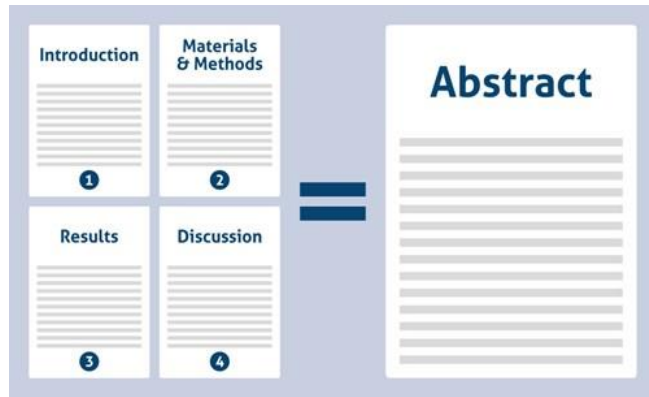 Introduction
1
Materials
& Methods
2
Results
3
Discussion
4
=
Abstract